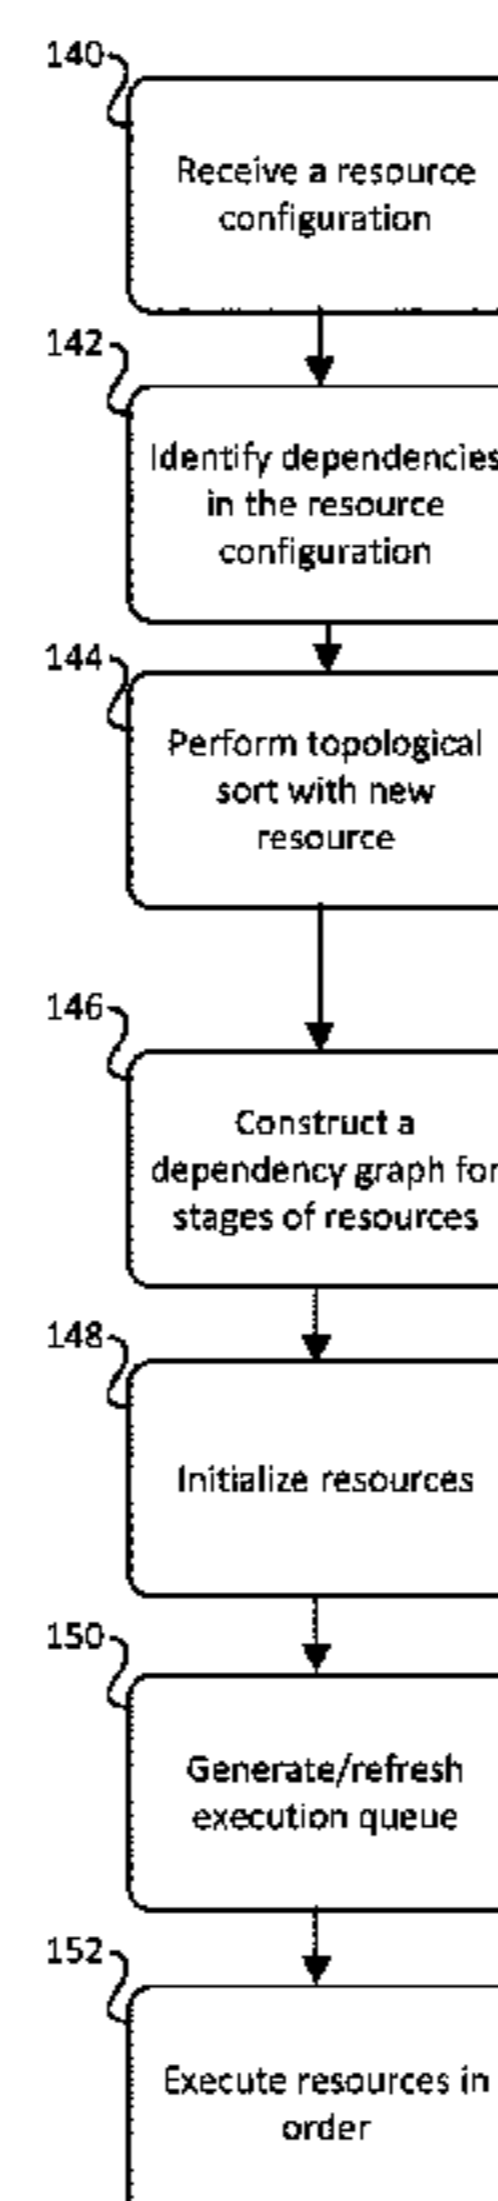 140
Receive a resource
configuration
142
Identify dependencies
in the resource
configuration
144
Perform topological
sort with new
resource
146
Construct a
dependency graph for
stages of resources
148
Initialize resources
150
Generate/refresh
execution queue
152
Execute resources in
order